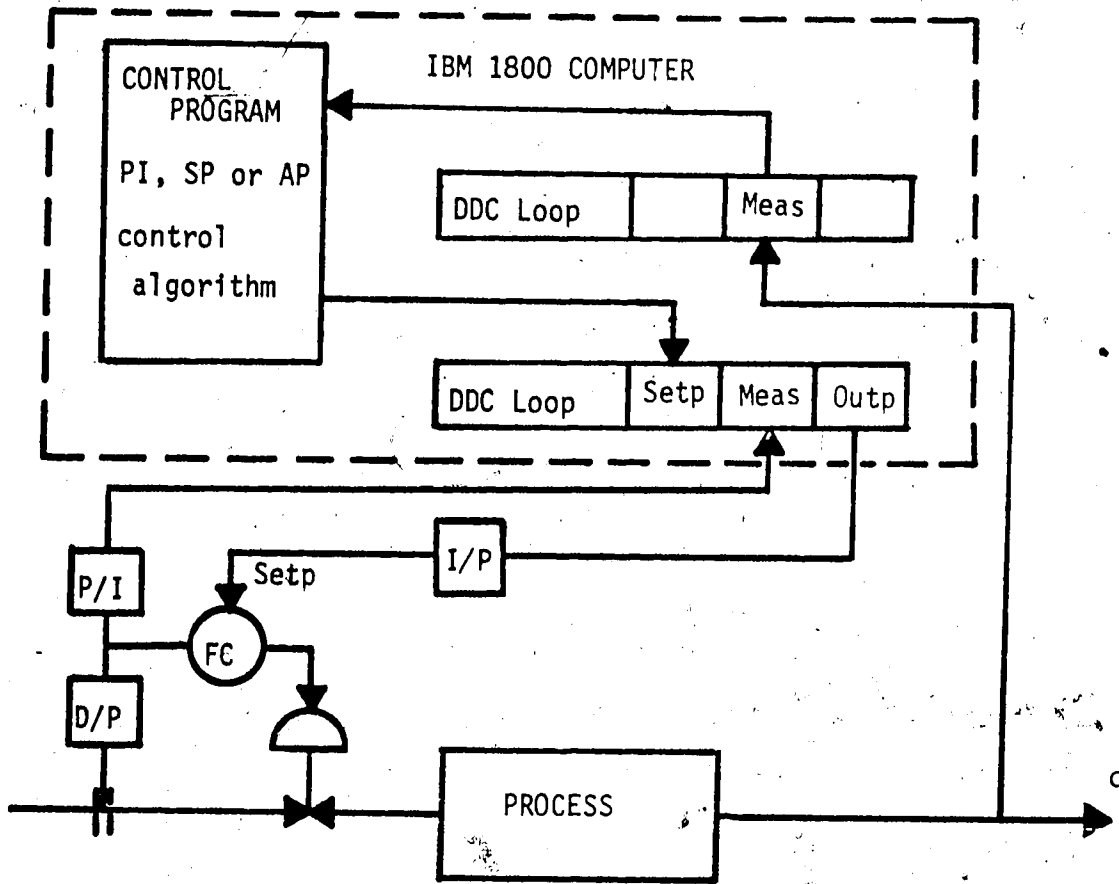 IBM 1800 COMPUTER
CONTROL
PROGRAM
PI, SP or AP
control
algorithm
DDC Loop Meas
DDC Loop Setp Meas Outp
I/P
Setp
P/I
FC
D/P
PROCESS
c